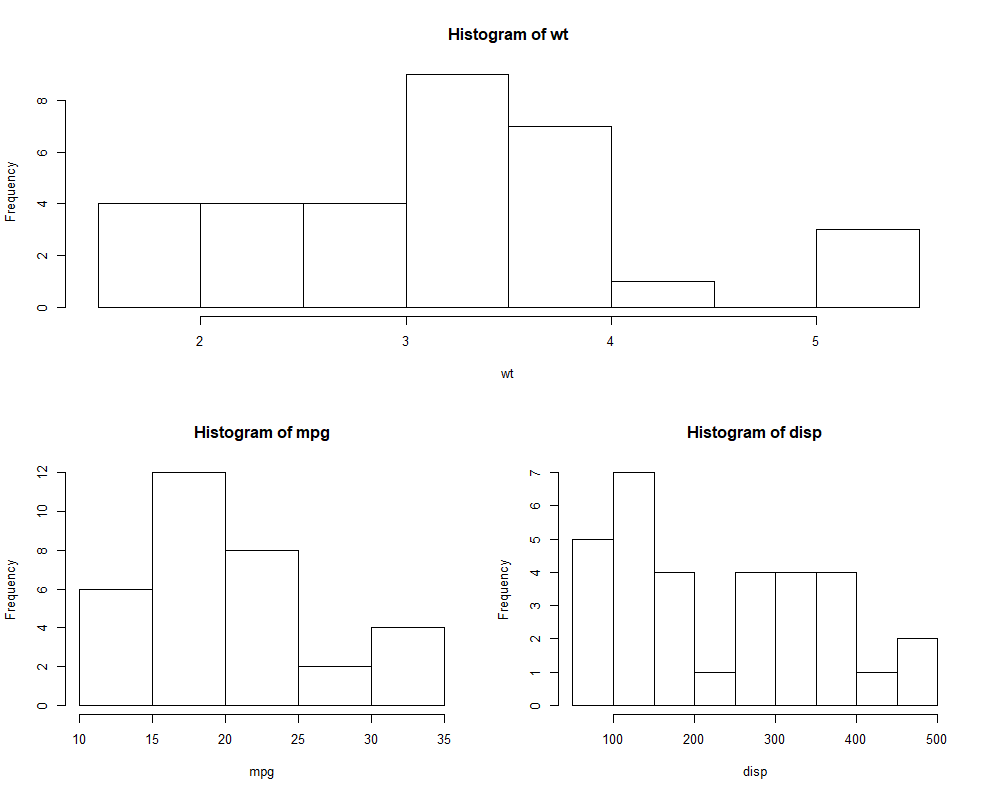 Histogram of wt
Frequency
8
6
4
2
0
2 3 4 5
wt
Histogram of mpg
Frequency
12
10
8
6
4
2
0
10 15 20 25 30 35
mpg
Histogram of disp
Frequency
7
6
5
4
3
2
1
0
100 200 300 400 500
disp